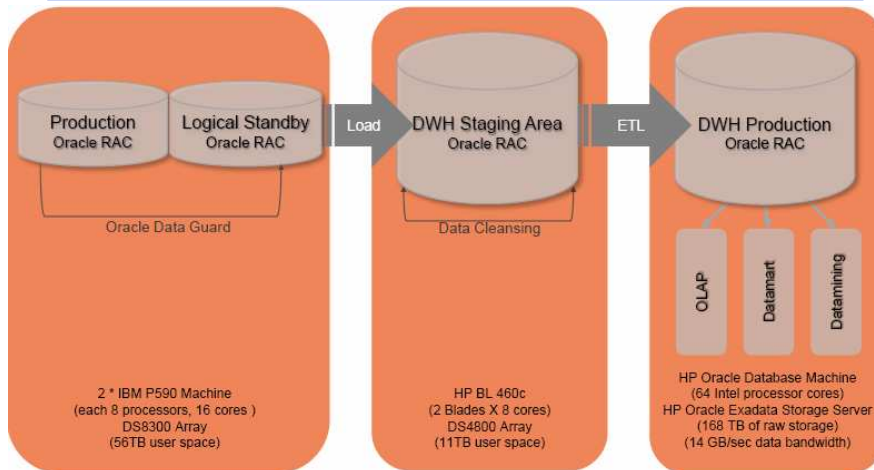 Production
Oracle RAC
Logical Standby
Oracle RAC
Oracle Data Guard
2 * IBM P590 Machine
(each 8 processors, 16 cores )
DS8300 Array
(56TB user space)
Load
DWH Staging Area
Oracle RAC
Data Cleansing
HP BL 460c
(2 Blades X 8 cores)
DS4800 Array
(11TB user space)
ETL
DWH Production
Oracle RAC
OLAP
Datamart
Datamining
HP Oracle Database Machine
(64 Intel processor cores)
HP Oracle Exadata Storage Server
(168 TB of raw storage)
(14 GB/sec data bandwidth)